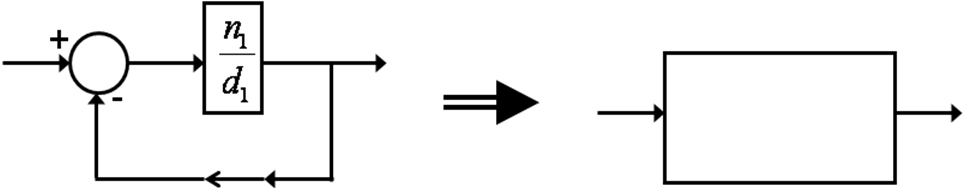 +
n₁
d₁
-